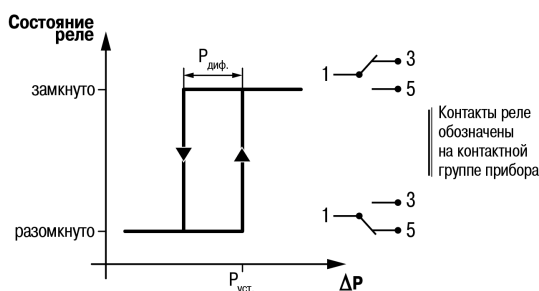 Состояние
реле
Pдиф.
замкнуто
1
3
5
Контакты реле
обозначены
на контактной
группе прибора
1
3
5
разомкнуто
Pуст.
ΔP